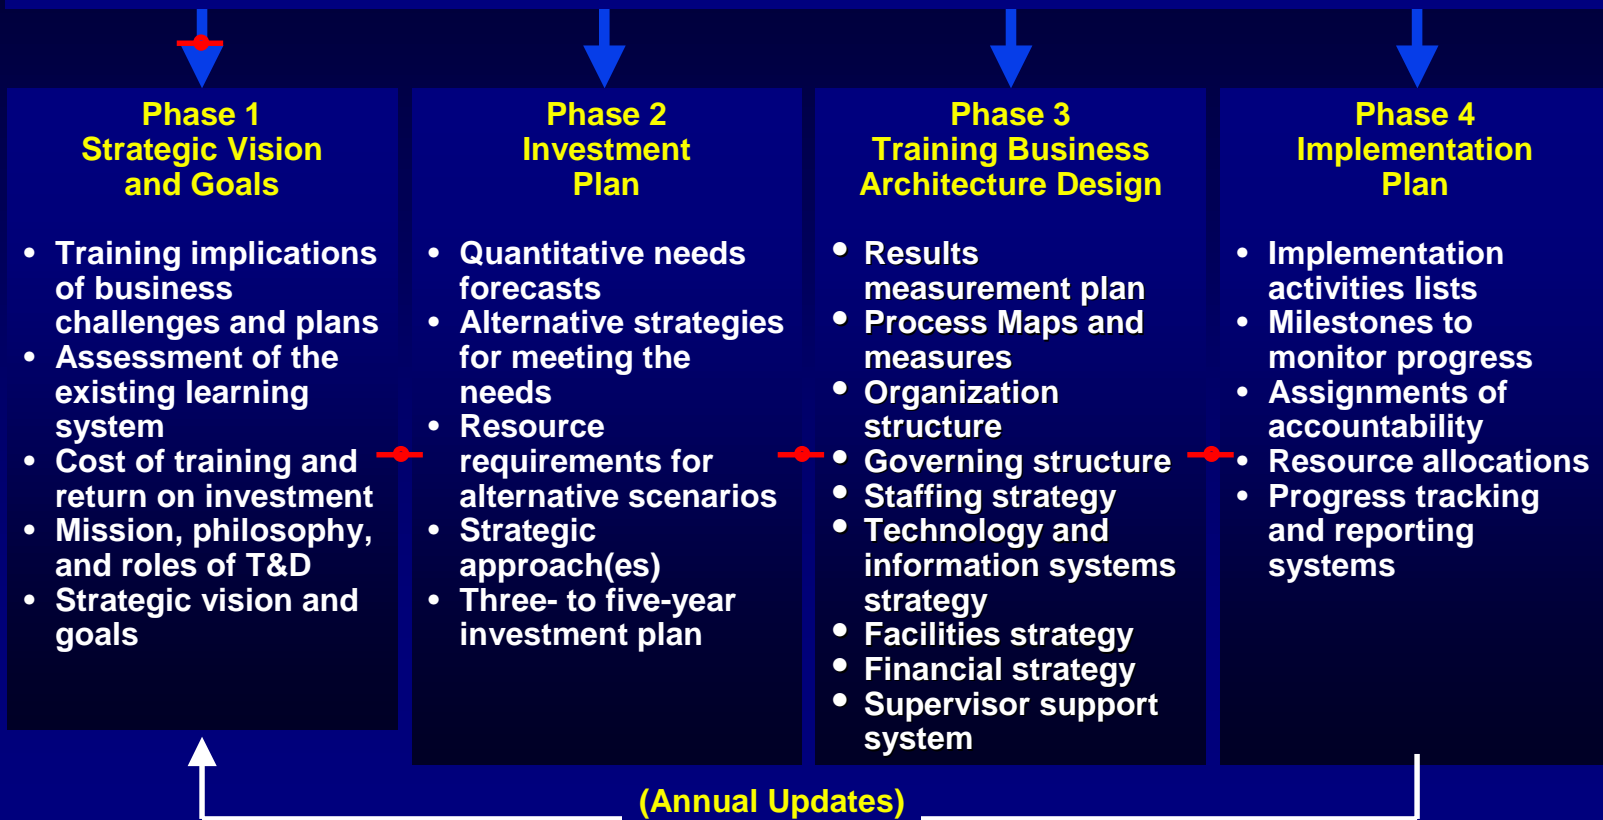 Phase 1
Strategic Vision
and Goals
• Training implications
of business
challenges and plans
• Assessment of the
existing learning
system
• Cost of training and
return on investment
• Mission, philosophy,
and roles of T&D
• Strategic vision and
goals
Phase 2
Investment
Plan
• Quantitative needs
forecasts
• Alternative strategies
for meeting the
needs
• Resource
requirements for
alternative scenarios
• Strategic
approach(es)
• Three- to five-year
investment plan
Phase 3
Training Business
Architecture Design
• Results
measurement plan
• Process Maps and
measures
• Organization
structure
• Governing structure
• Staffing strategy
• Technology and
information systems
strategy
• Facilities strategy
• Financial strategy
• Supervisor support
system
Phase 4
Implementation
Plan
• Implementation
activities lists
• Milestones to
monitor progress
• Assignments of
accountability
• Resource allocations
• Progress tracking
and reporting
systems
(Annual Updates)